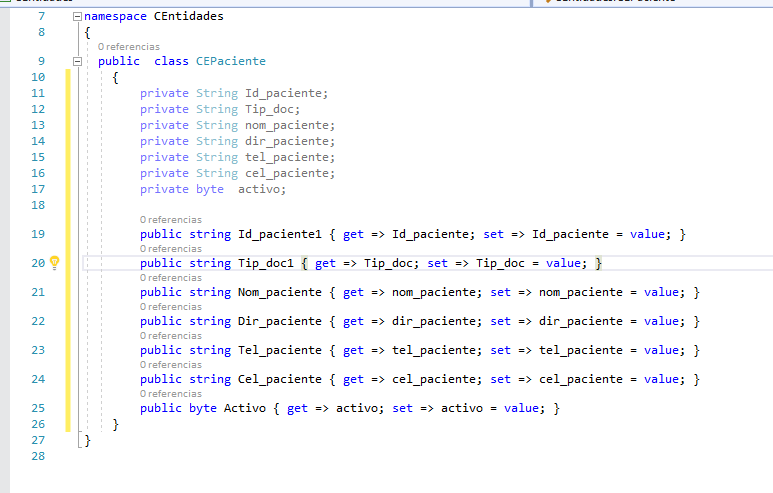 7 namespace CEntidades
8 {
0 referencias
9 public  class CEPaciente
10 {
11 private String Id_paciente;
12 private String Tip_doc;
13 private String nom_paciente;
14 private String dir_paciente;
15 private String tel_paciente;
16 private String cel_paciente;
17 private byte  activo;
18
0 referencias
19 public string Id_paciente1 { get => Id_paciente; set => Id_paciente = value; }
0 referencias
20 public string Tip_doc1 { get => Tip_doc; set => Tip_doc = value; }
0 referencias
21 public string Nom_paciente { get => nom_paciente; set => nom_paciente = value; }
0 referencias
22 public string Dir_paciente { get => dir_paciente; set => dir_paciente = value; }
0 referencias
23 public string Tel_paciente { get => tel_paciente; set => tel_paciente = value; }
0 referencias
24 public string Cel_paciente { get => cel_paciente; set => cel_paciente = value; }
0 referencias
25 public byte Activo { get => activo; set => activo = value; }
26 }
27 }
28